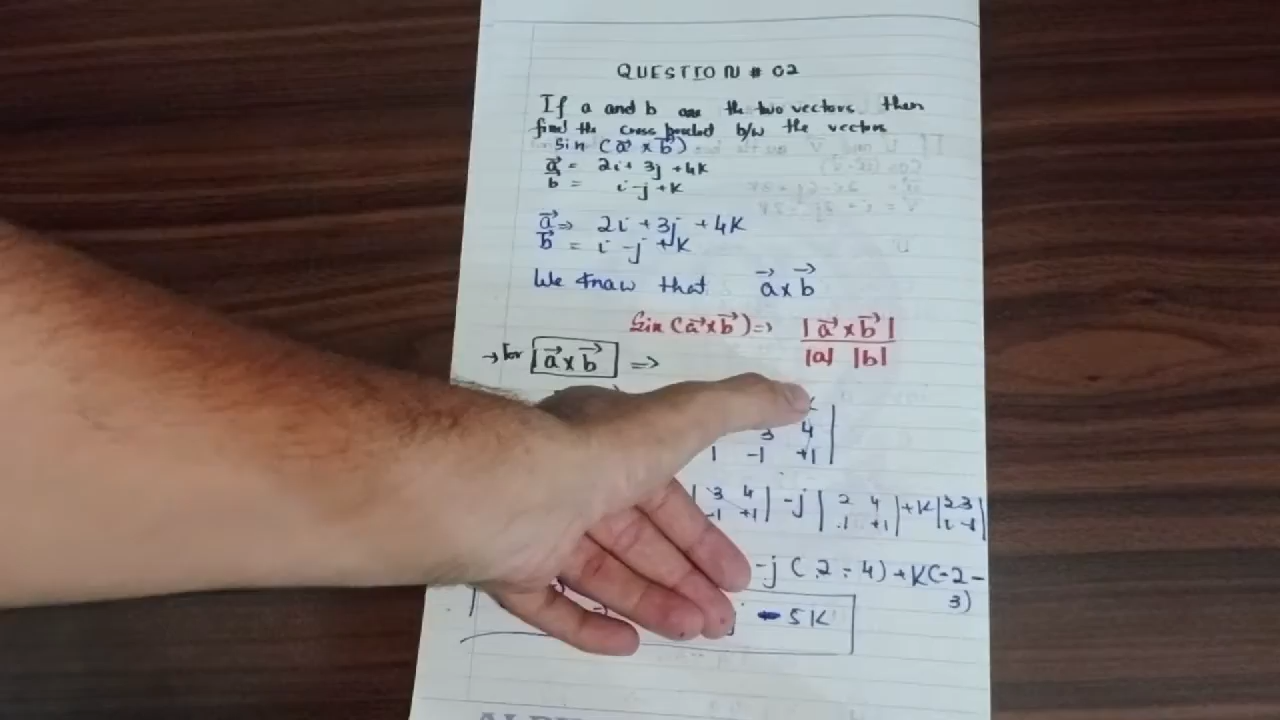 QUESTION # 02
If a and b are the two vectors then
find the cross product b/w the vectors
Sin (a⃗ x b⃗)
a⃗ = 2i + 3j + 4K
b⃗ = i - j + K
a⃗ => 2i + 3j + 4K
b⃗ = i - j + K
We know that a⃗ x b⃗
Sin (a⃗ x b⃗) => |a⃗ x b⃗| / |a| |b|
→ For |a⃗ x b⃗| =>
3 4
1 -1 +1
| 3 4 | - j | 2 4 | + K | 2 3 |
-1 +1 | 1 +1 | 1 -1 |
- j (2 - 4) + K (-2 -
3)
- 5K